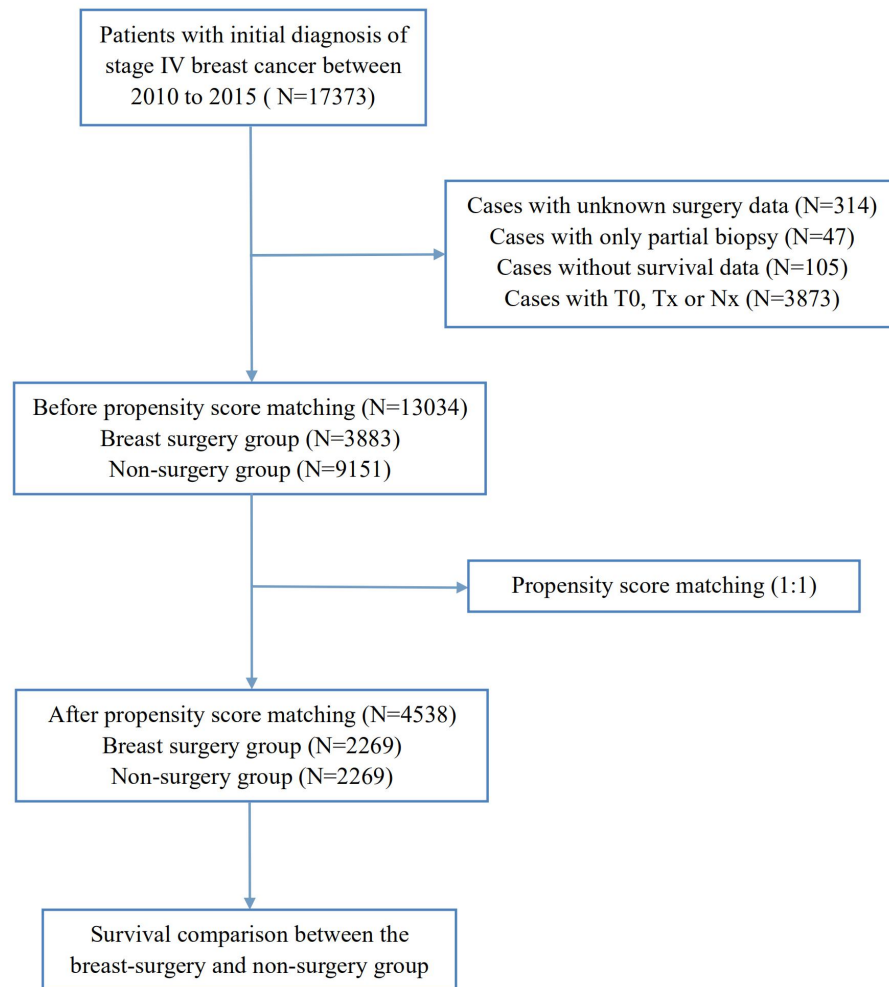 Patients with initial diagnosis of
stage IV breast cancer between
2010 to 2015 ( N=17373)
Cases with unknown surgery data (N=314)
Cases with only partial biopsy (N=47)
Cases without survival data (N=105)
Cases with T0, Tx or Nx (N=3873)
Before propensity score matching (N=13034)
Breast surgery group (N=3883)
Non-surgery group (N=9151)
Propensity score matching (1:1)
After propensity score matching (N=4538)
Breast surgery group (N=2269)
Non-surgery group (N=2269)
Survival comparison between the
breast-surgery and non-surgery group